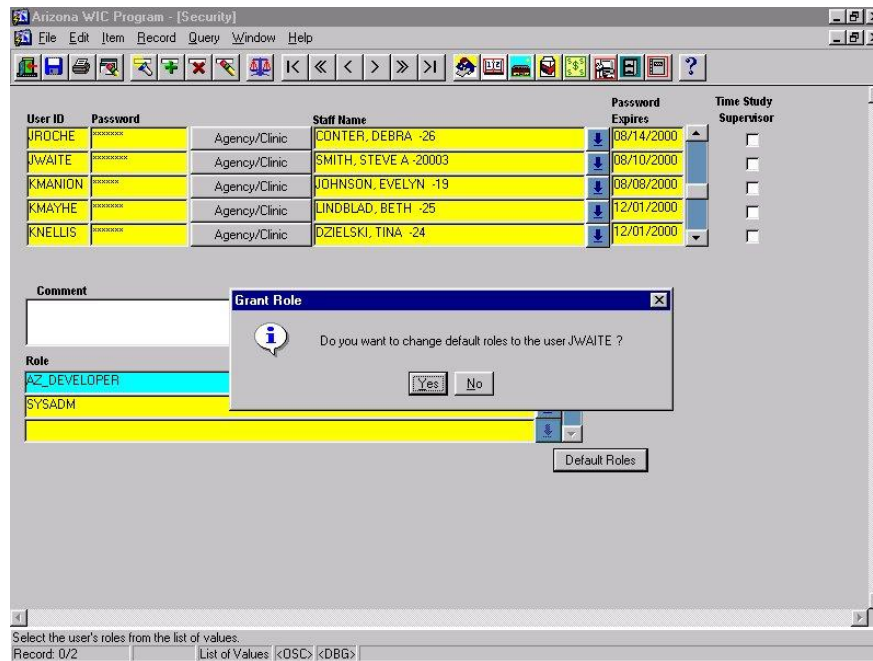 Arizona WIC Program - [Security]
File Edit Item Record Query Window Help
Password Time Study
User ID Password Staff Name Expires Supervisor
JROCHE ******* Agency/Clinic CONTER, DEBRA -26 08/14/2000
JWAITE ******** Agency/Clinic SMITH, STEVE A -20003 08/10/2000
KMANION ****** Agency/Clinic JOHNSON, EVELYN -19 08/08/2000
KMAYHE ******* Agency/Clinic LINDBLAD, BETH -25 12/01/2000
KNELLIS ******* Agency/Clinic DZIELSKI, TINA -24 12/01/2000
Comment
Grant Role
Do you want to change default roles to the user JWAITE ?
Yes No
Role
AZ_DEVELOPER
SYSADM
Default Roles
Select the user's roles from the list of values.
Record: 0/2 List of Values <OSC> <DBG>